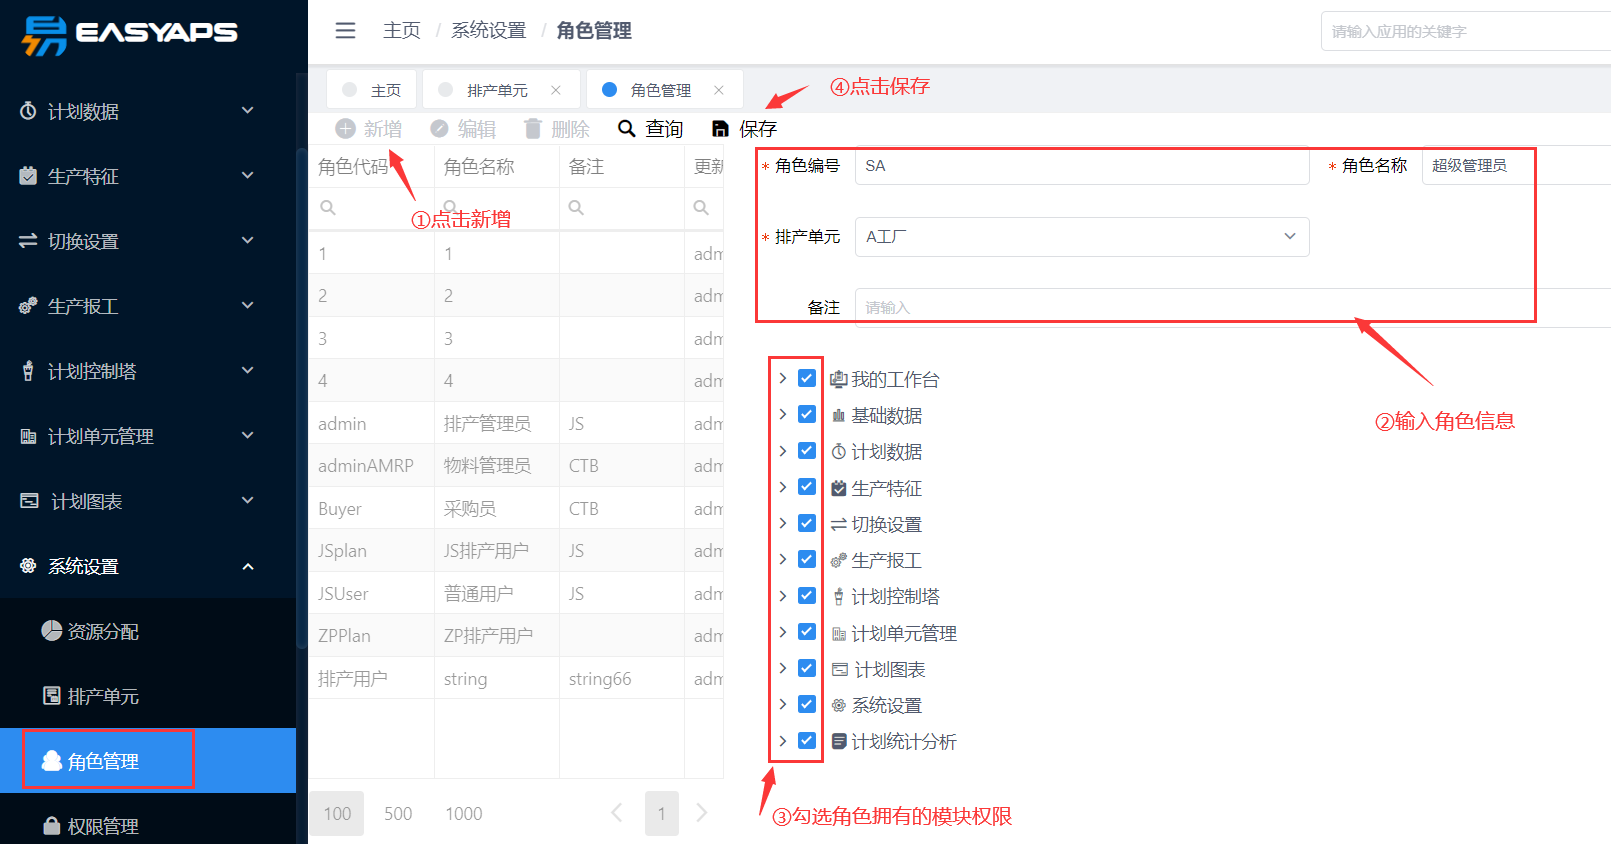 EASYAPS
主页 / 系统设置 / 角色管理
请输入应用的关键字
计划数据
生产特征
切换设置
生产报工
计划控制塔
计划单元管理
计划图表
系统设置
资源分配
排产单元
角色管理
权限管理
主页 排产单元 × 角色管理 ×
④点击保存
新增 编辑 删除 查询 保存
①点击新增
角色代码 角色名称 备注 更新
1 1 adm
2 2 adm
3 3 adm
4 4 adm
admin 排产管理员 JS adm
adminAMRP 物料管理员 CTB adm
Buyer 采购员 CTB adm
JSplan JS排产用户 JS adm
JSUser 普通用户 JS adm
ZPPlan ZP排产用户 adm
排产用户 string string66 adm
100 500 1000 1
* 角色编号 SA * 角色名称 超级管理员
* 排产单元 A工厂
备注 请输入
②输入角色信息
我的工作台
基础数据
计划数据
生产特征
切换设置
生产报工
计划控制塔
计划单元管理
计划图表
系统设置
计划统计分析
③勾选角色拥有的模块权限